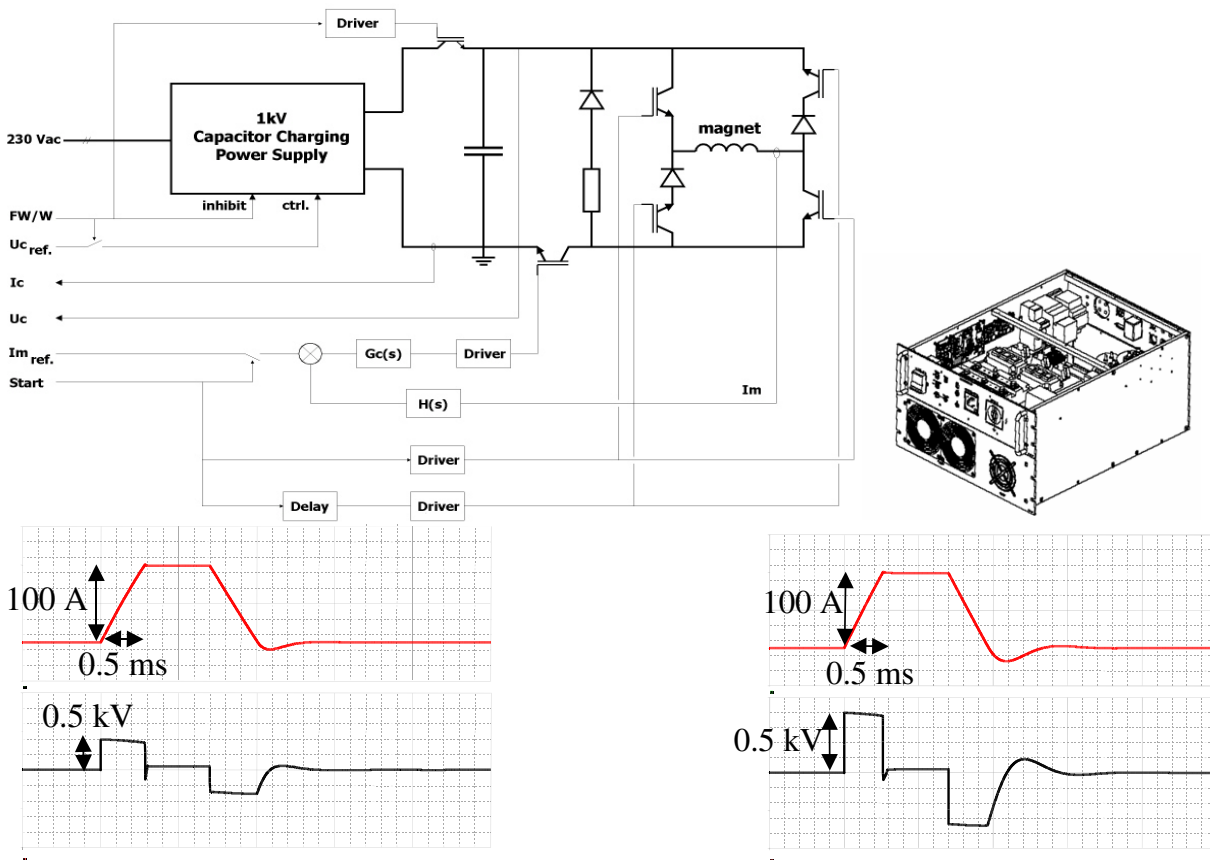 Driver
1kV
Capacitor Charging
Power Supply
230 Vac
inhibit
ctrl.
magnet
FW/W
Uc ref.
Ic
Uc
Im ref.
Start
Gc(s)
Driver
H(s)
Im
Driver
Delay
Driver
100 A
0.5 ms
0.5 kV
100 A
0.5 ms
0.5 kV